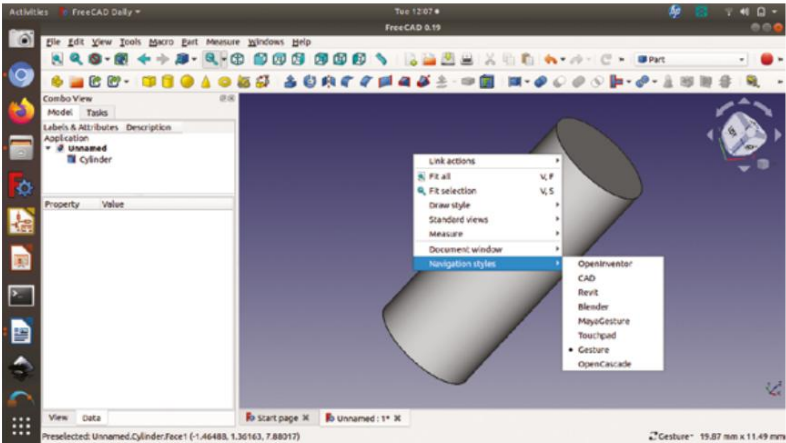 Activities FreeCAD Daily Tue 12:07
FreeCAD 0.19
File Edit View Tools Macro Part Measure Windows Help
Part
Combo View
Model Tasks
Labels & Attributes Description
Application
Unnamed
Cylinder
Property Value
Link actions
Fit all V, F
Fit selection V, S
Draw style
Standard views
Measure
Document window
Navigation styles
OpenInventor
CAD
Revit
Blender
MayaGesture
Touchpad
Gesture
OpenCascade
View Data
Start page
Unnamed : 1*
Preselected: Unnamed.Cylinder.Face1 (-1.46488, 1.36163, 7.88017)
Gesture 19.87 mm x 11.49 mm